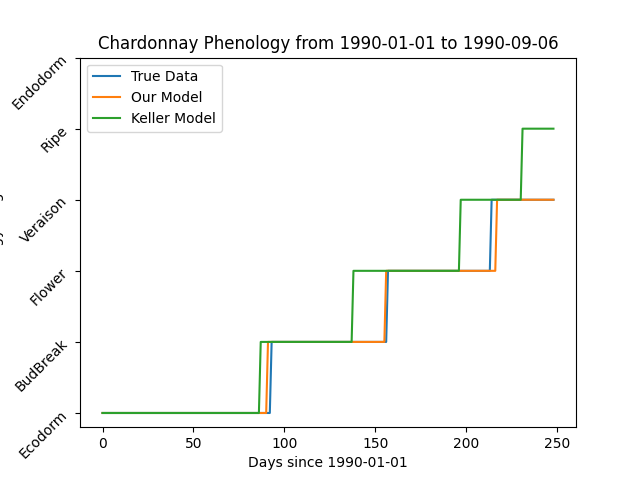 Chardonnay Phenology from 1990-01-01 to 1990-09-06
True Data
Our Model
Keller Model
Endodorm
Ripe
Veraison
Flower
BudBreak
Ecodorm
0 50 100 150 200 250
Days since 1990-01-01